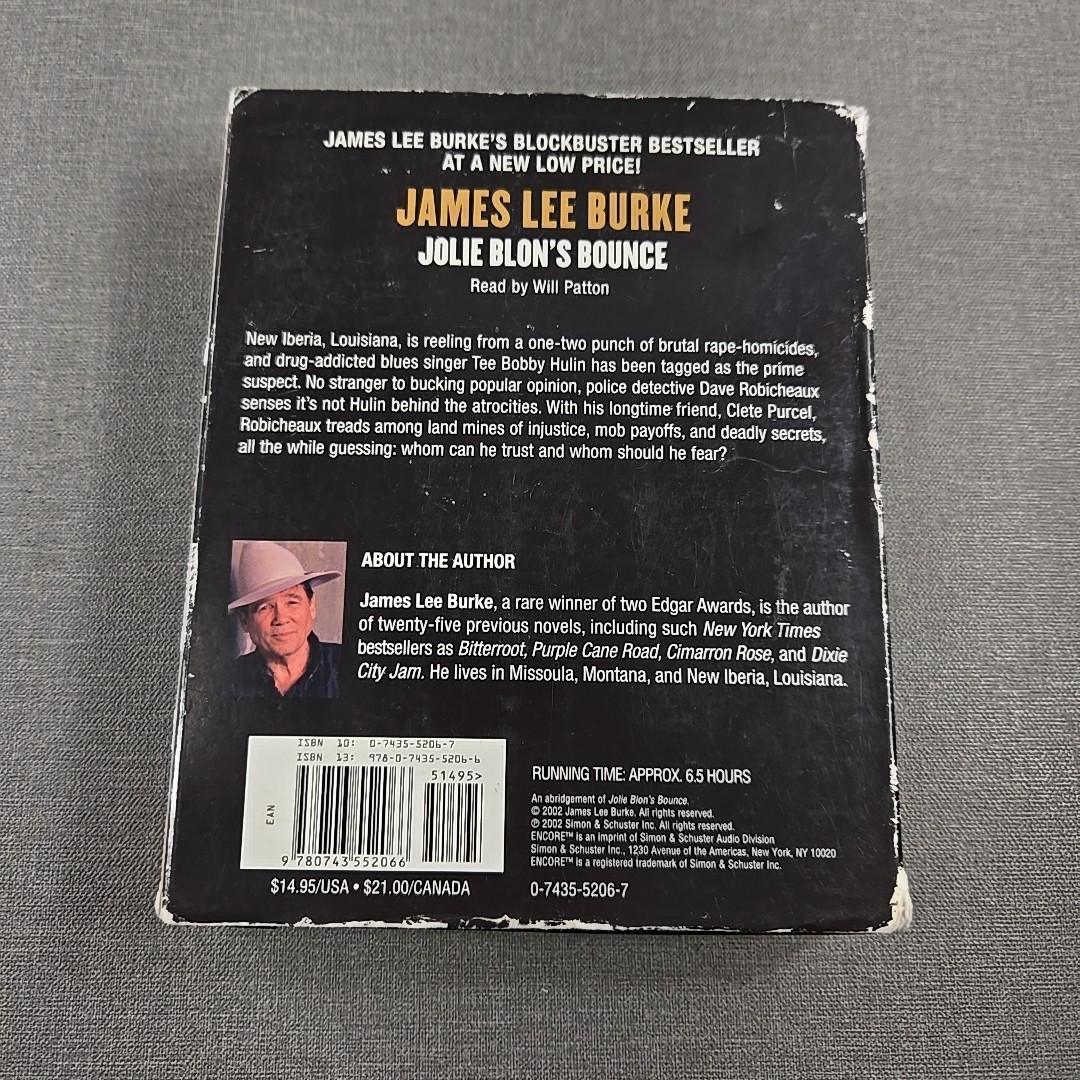 JAMES LEE BURKE'S BLOCKBUSTER BESTSELLER
AT A NEW LOW PRICE!
JAMES LEE BURKE
JOLIE BLON'S BOUNCE
Read by Will Patton
New Iberia, Louisiana, is reeling from a one-two punch of brutal rape-homicides,
and drug-addicted blues singer Tee Bobby Hulin has been tagged as the prime
suspect. No stranger to bucking popular opinion, police detective Dave Robicheaux
senses it's not Hulin behind the atrocities. With his longtime friend, Clete Purcel,
Robicheaux treads among land mines of injustice, mob payoffs, and deadly secrets,
all the while guessing: whom can he trust and whom should he fear?
ABOUT THE AUTHOR
James Lee Burke, a rare winner of two Edgar Awards, is the author
of twenty-five previous novels, including such New York Times
bestsellers as Bitterroot, Purple Cane Road, Cimarron Rose, and Dixie
City Jam. He lives in Missoula, Montana, and New Iberia, Louisiana.
ISBN 10: 0-7435-5206-7
ISBN 13: 978-0-7435-5206-6
51495>
EAN
9 780743 552066
$14.95/USA • $21.00/CANADA
RUNNING TIME: APPROX. 6.5 HOURS
An abridgement of Jolie Blon's Bounce.
© 2002 James Lee Burke. All rights reserved.
℗ 2002 Simon & Schuster Inc. All rights reserved.
ENCORE™ is an imprint of Simon & Schuster Audio Division
Simon & Schuster Inc., 1230 Avenue of the Americas, New York, NY 10020
ENCORE™ is a registered trademark of Simon & Schuster Inc.
0-7435-5206-7